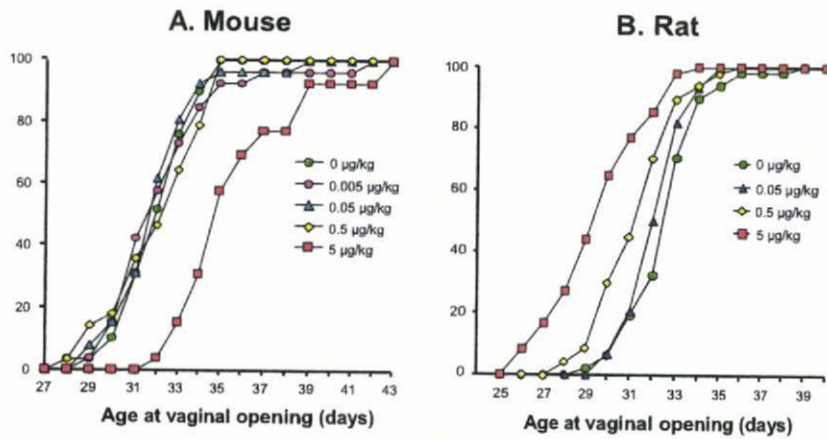 A. Mouse
100
80
60
40
20
0
27 29 31 33 35 37 39 41 43
Age at vaginal opening (days)
0 µg/kg
0.005 µg/kg
0.05 µg/kg
0.5 µg/kg
5 µg/kg
B. Rat
100
80
60
40
20
0
25 27 29 31 33 35 37 39
Age at vaginal opening (days)
0 µg/kg
0.05 µg/kg
0.5 µg/kg
5 µg/kg